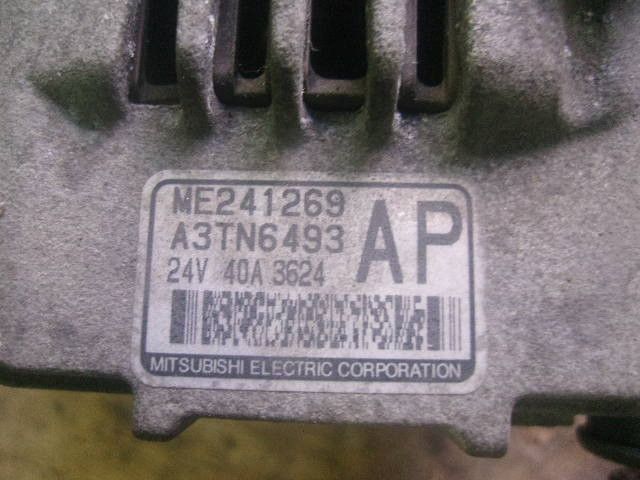 ME241269
A3TN6493
AP
24V 40A 3624
MITSUBISHI ELECTRIC CORPORATION